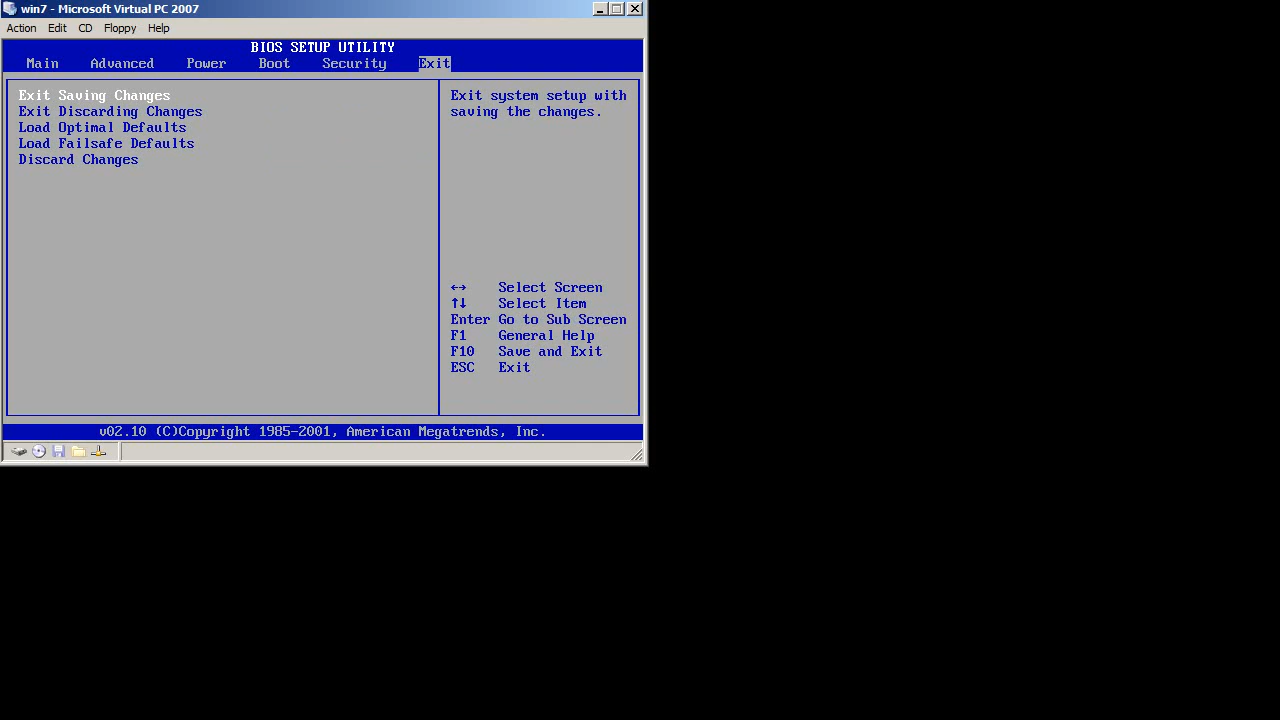 win7 - Microsoft Virtual PC 2007
Action Edit CD Floppy Help
BIOS SETUP UTILITY
Main Advanced Power Boot Security Exit
Exit Saving Changes
Exit Discarding Changes
Load Optimal Defaults
Load Failsafe Defaults
Discard Changes
Exit system setup with
saving the changes.
↔ Select Screen
↑↓ Select Item
Enter Go to Sub Screen
F1 General Help
F10 Save and Exit
ESC Exit
v02.10 (C)Copyright 1985-2001, American Megatrends, Inc.